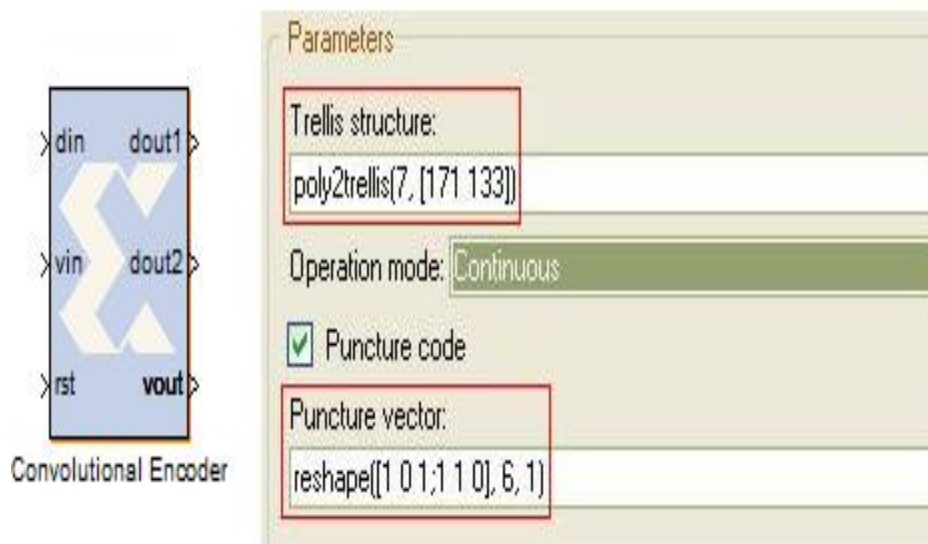 din dout1
vin dout2
rst vout
Convolutional Encoder
Parameters
Trellis structure:
poly2trellis(7, [171 133])
Operation mode: Continuous
Puncture code
Puncture vector:
reshape([1 0 1;1 1 0], 6, 1)